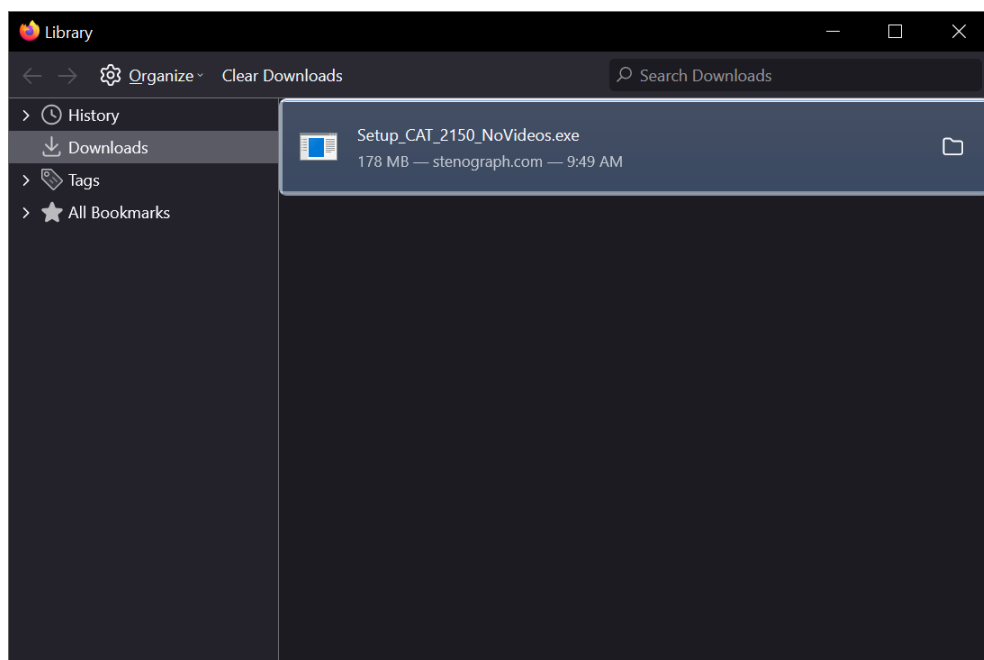 Library
Organize
Clear Downloads
Search Downloads
History
Downloads
Tags
All Bookmarks
Setup_CAT_2150_NoVideos.exe
178 MB — stenograph.com — 9:49 AM